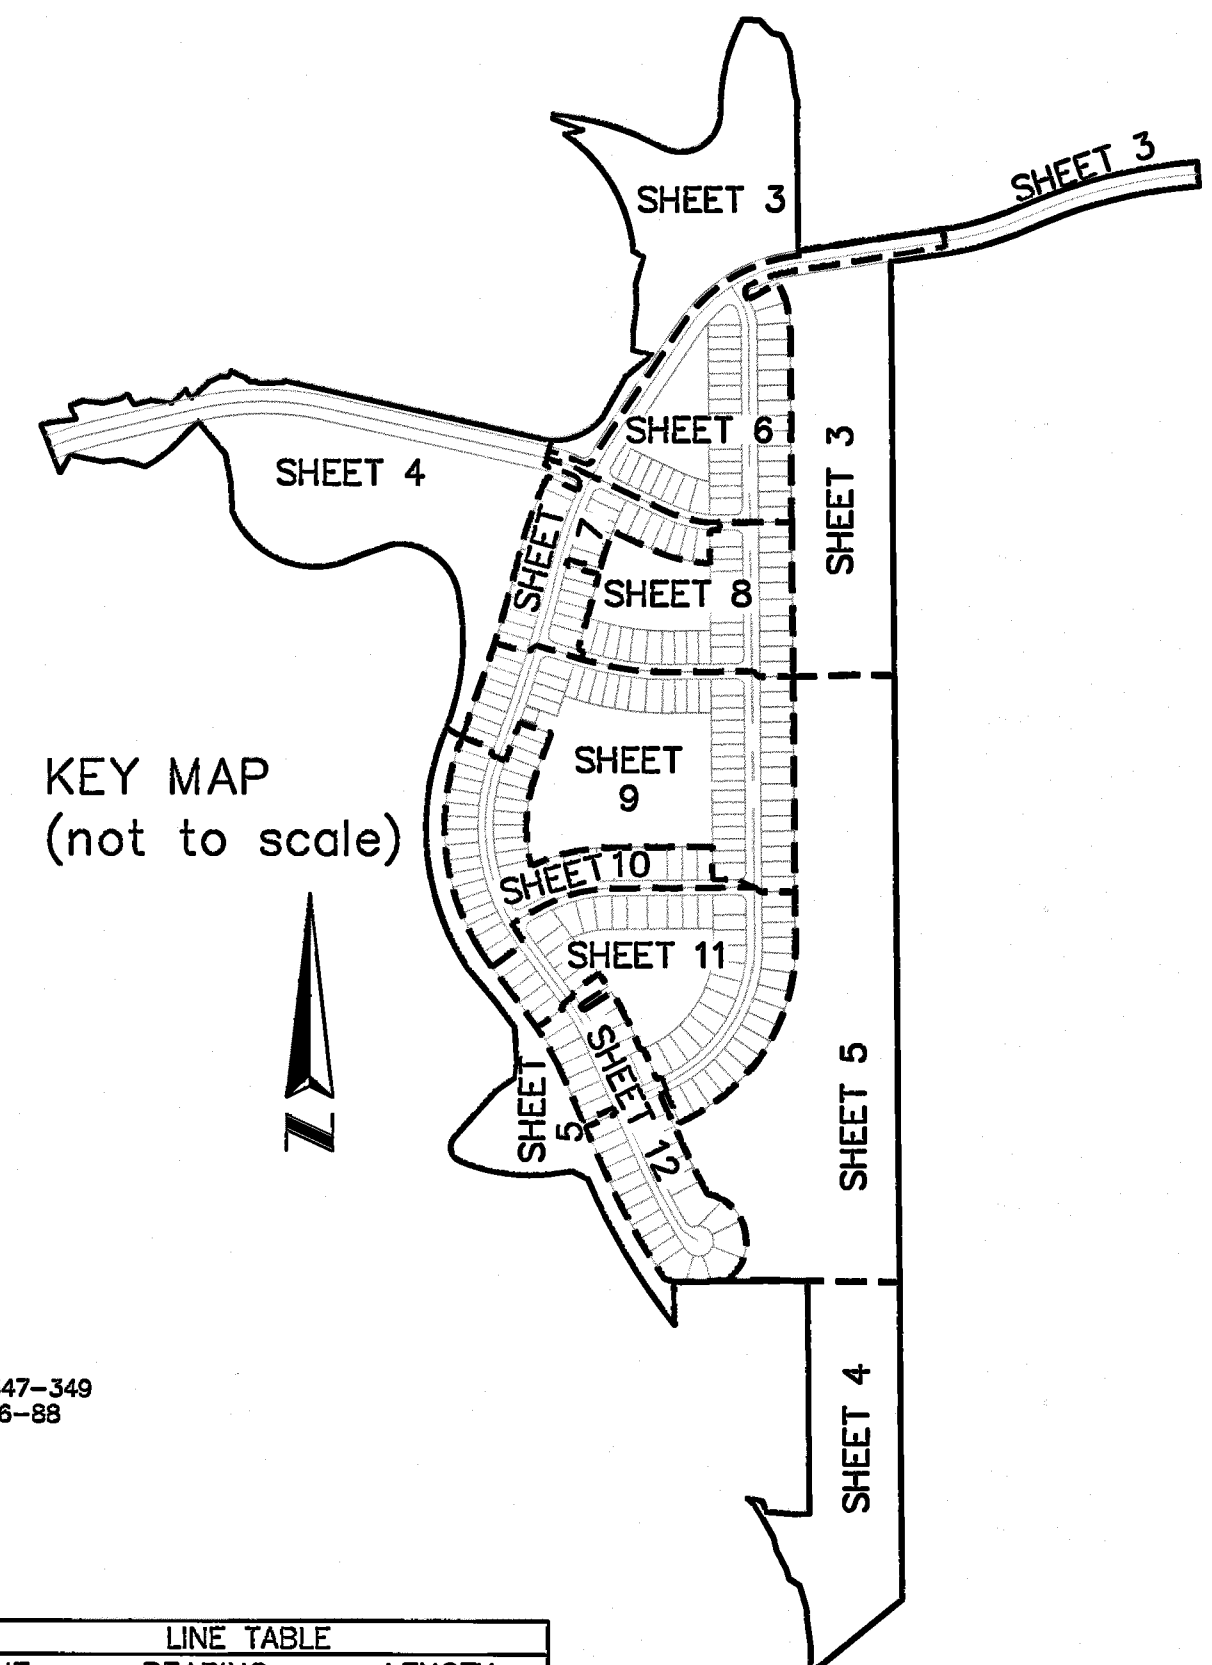 SHEET 3
SHEET 3
SHEET 6
SHEET 4
SHEET 3
SHEET 7
SHEET 8
KEY MAP
(not to scale)
SHEET
9
SHEET 10
SHEET 11
SHEET 12
SHEET
5
SHEET 5
N
SHEET 4
47-349
6-88
LINE TABLE
BEARING
LENGTH